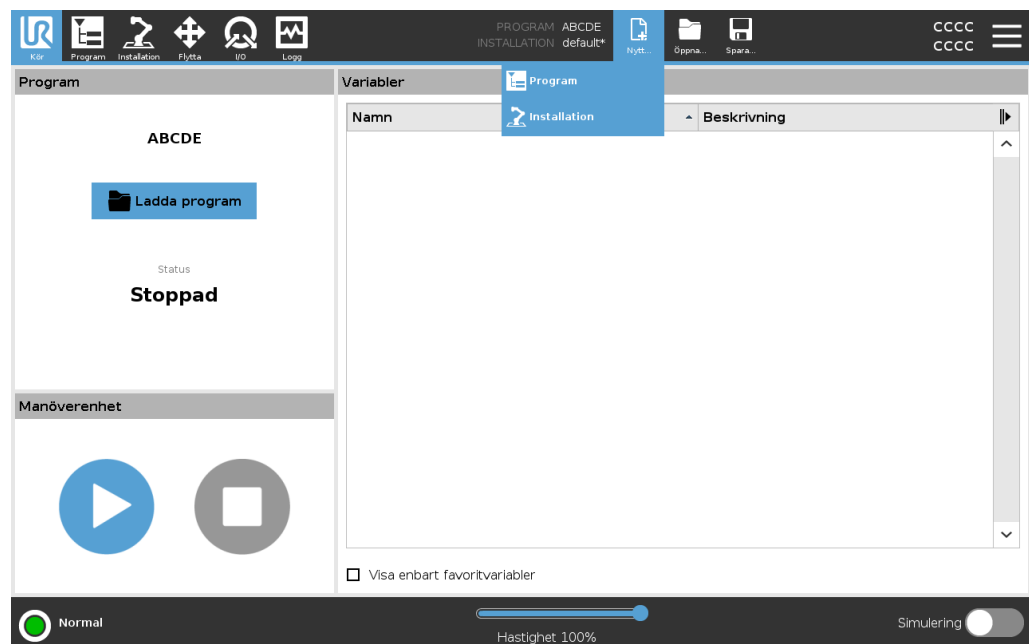 UR
Kör
Program
Installation
Flytta
I/O
Logg
PROGRAM ABCDE
INSTALLATION default*
Nytt...
Öppna...
Spara...
CCCC
CCCC
Program
Variabler
Program
Installation
Namn
Beskrivning
ABCDE
Ladda program
Status
Stoppad
Manöverenhet
Visa enbart favoritvariabler
Normal
Hastighet 100%
Simulering